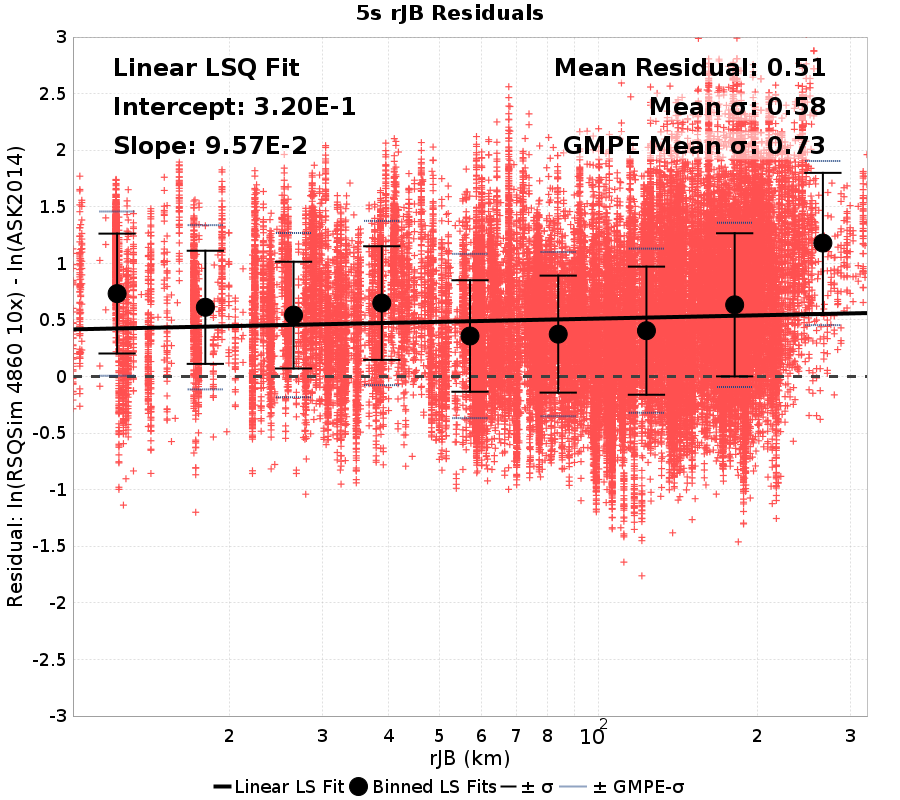 5s rJB Residuals
Linear LSQ Fit
Intercept: 3.20E-1
Slope: 9.57E-2
Mean Residual: 0.51
Mean σ: 0.58
GMPE Mean σ: 0.73
Residual: ln(RSQSim 4860 10x) - ln(ASK2014)
3
2.5
2
1.5
1
0.5
0
-0.5
-1
-1.5
-2
-2.5
-3
2 3 4 5 6 7 8 10² 2 3
rJB (km)
Linear LS Fit Binned LS Fits ± σ ± GMPE-σ